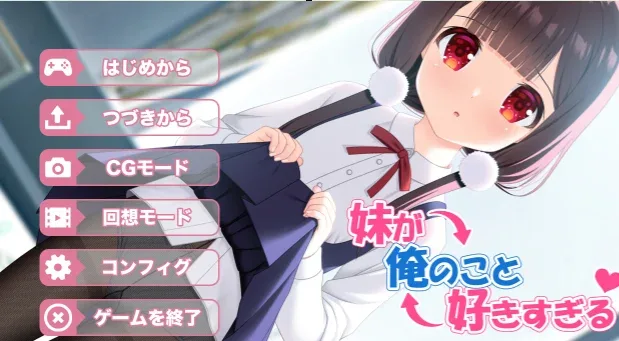 はじめから
つづきから
CGモード
回想モード
コンフィグ
ゲームを終了
妹が
俺のこと
好きすぎる